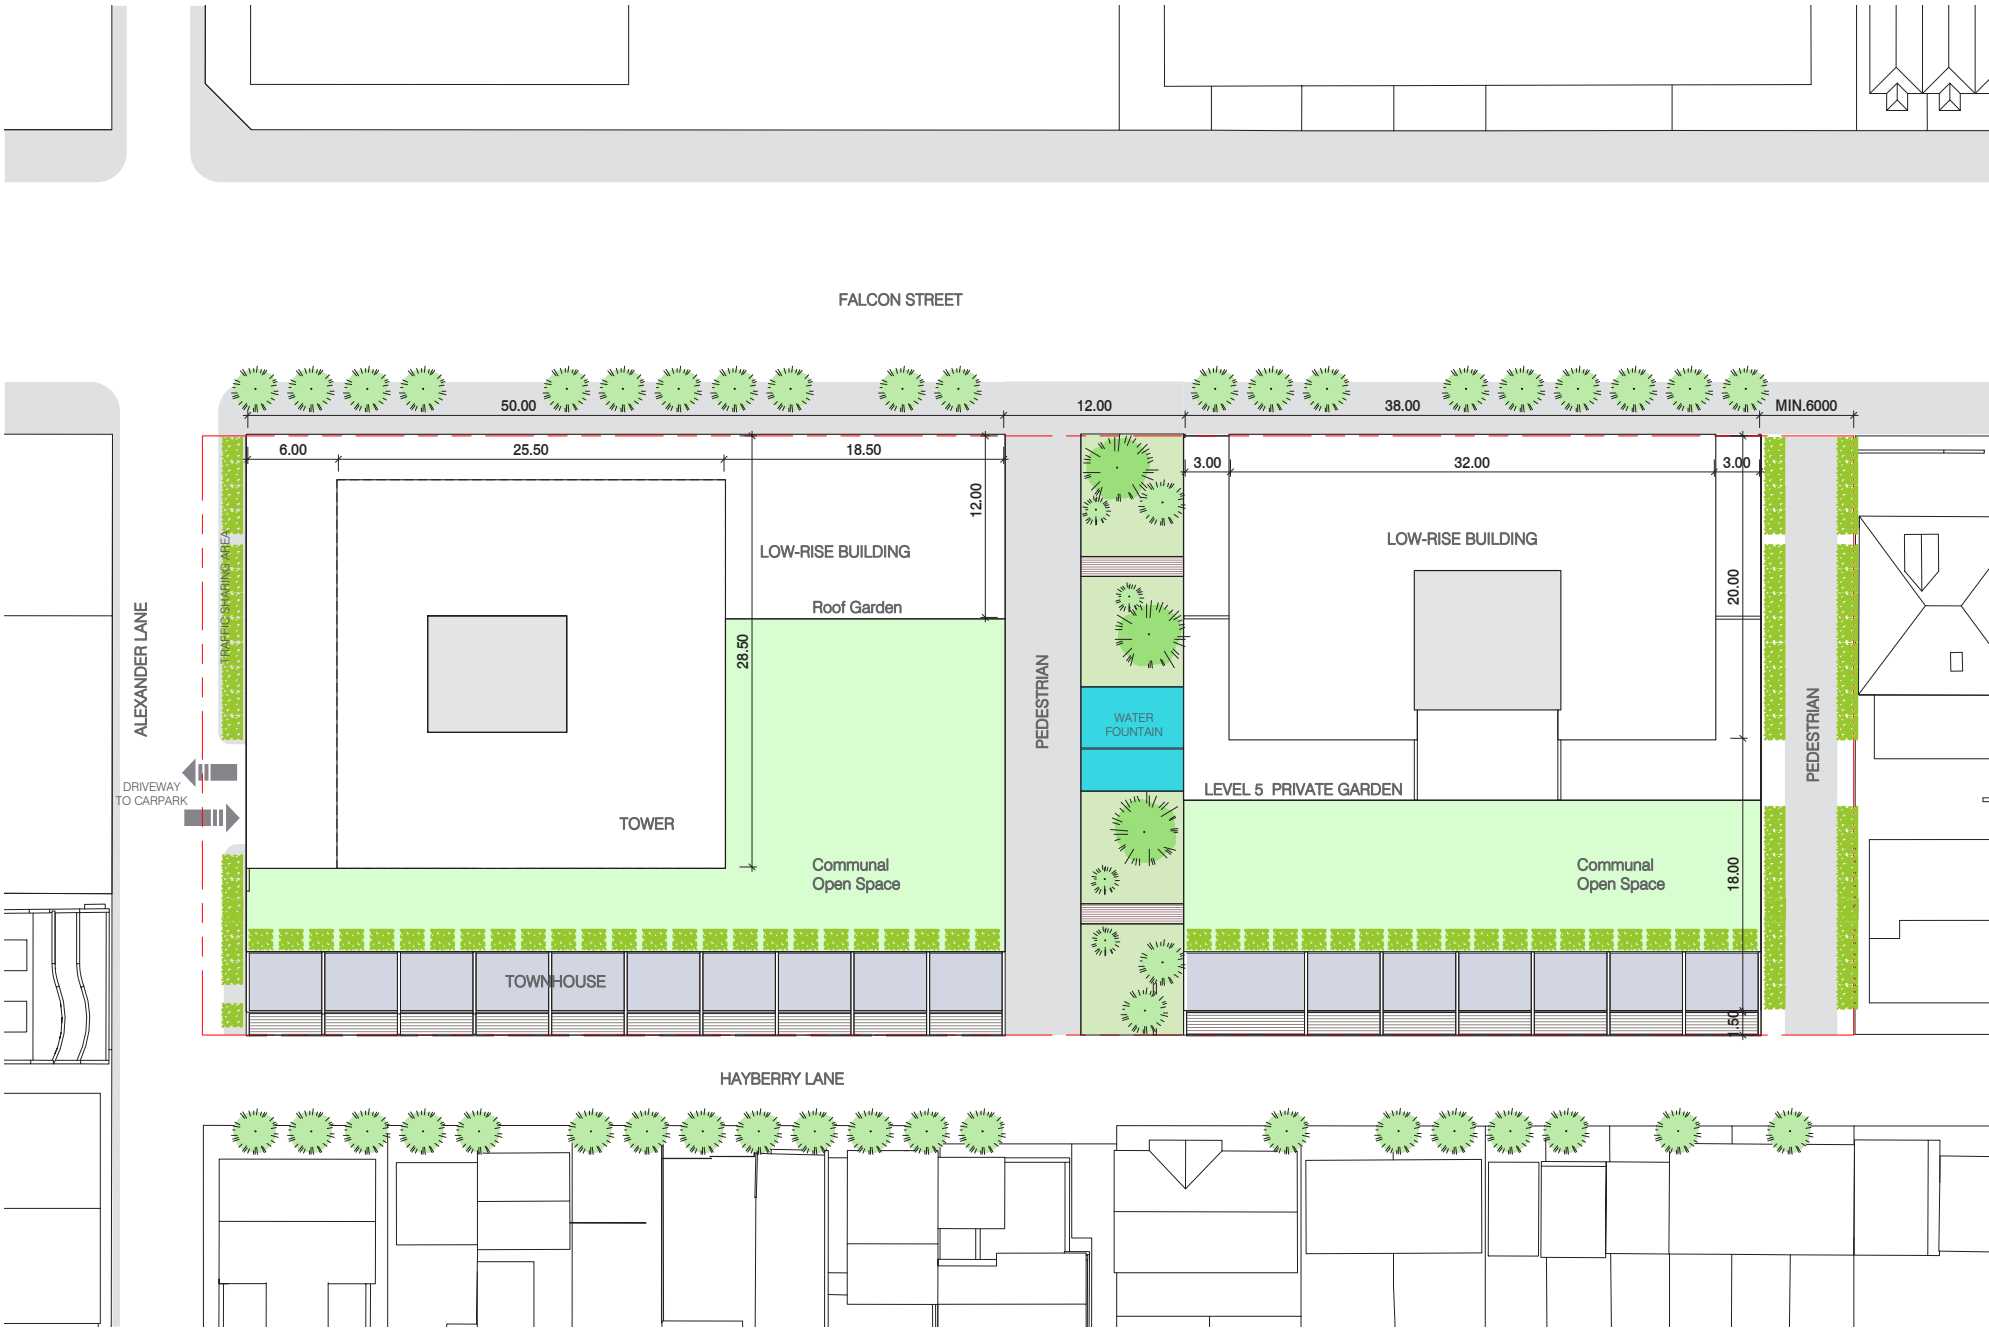 FALCON STREET
50.00
12.00
38.00
MIN.6000
6.00
25.50
18.50
3.00
32.00
3.00
12.00
LOW-RISE BUILDING
LOW-RISE BUILDING
TRAFFIC SHARING AREA
Roof Garden
20.00
28.50
ALEXANDER LANE
PEDESTRIAN
WATER
FOUNTAIN
PEDESTRIAN
DRIVEWAY
TO CARPARK
LEVEL 5 PRIVATE GARDEN
TOWER
Communal
Open Space
Communal
Open Space
18.00
TOWNHOUSE
1.50
HAYBERRY LANE